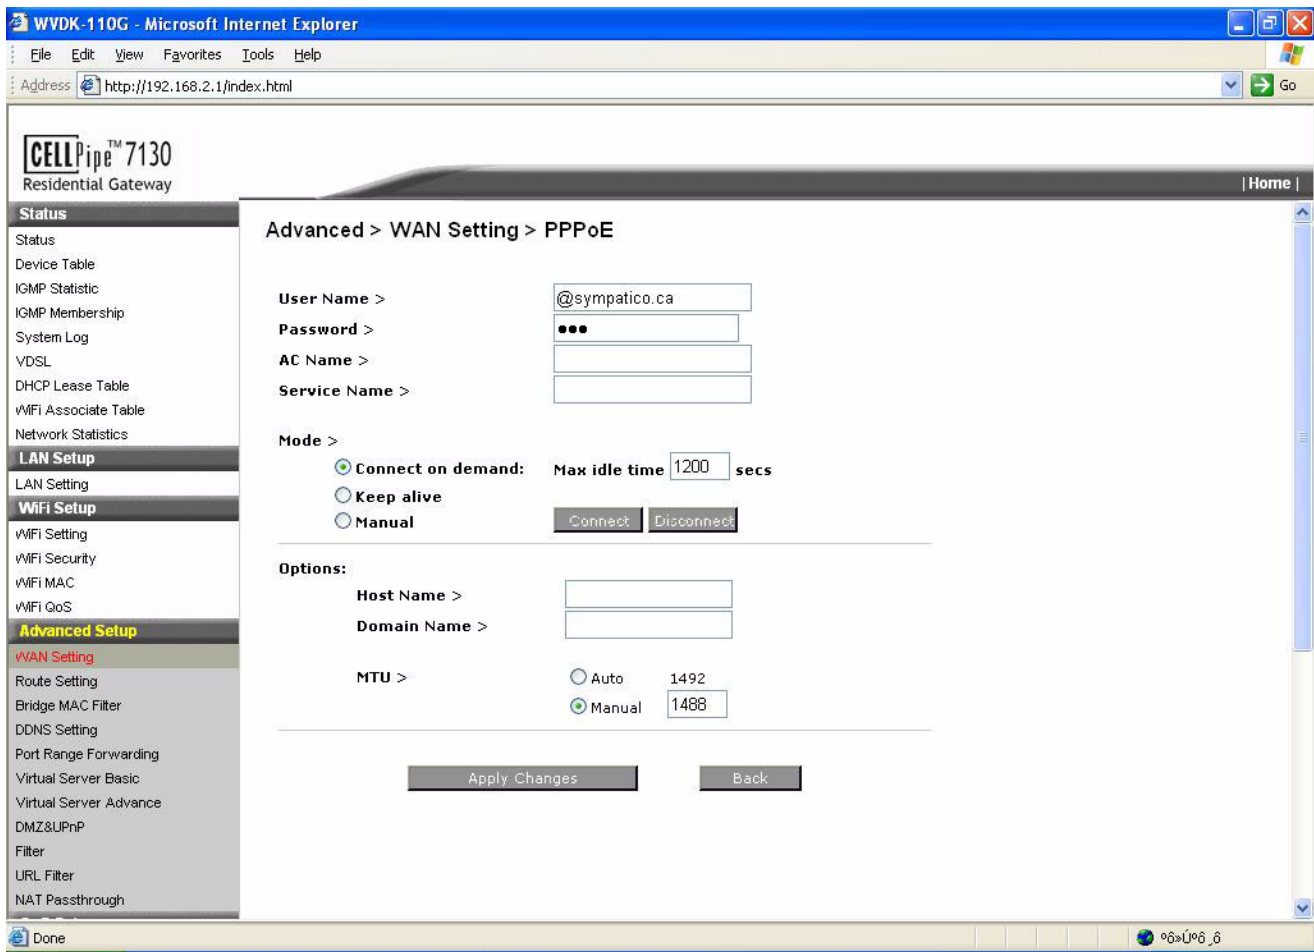 WVDK-110G - Microsoft Internet Explorer
File Edit View Favorites Tools Help
Address http://192.168.2.1/index.html Go
CELLPipe™ 7130
Residential Gateway
| Home |
Status
Status
Device Table
IGMP Statistic
IGMP Membership
System Log
VDSL
DHCP Lease Table
WiFi Associate Table
Network Statistics
LAN Setup
LAN Setting
WiFi Setup
WiFi Setting
WiFi Security
WiFi MAC
WiFi QoS
Advanced Setup
WAN Setting
Route Setting
Bridge MAC Filter
DDNS Setting
Port Range Forwarding
Virtual Server Basic
Virtual Server Advance
DMZ&UPnP
Filter
URL Filter
NAT Passthrough
Advanced > WAN Setting > PPPoE
User Name > @sympatico.ca
Password > •••
AC Name >
Service Name >
Mode >
Connect on demand: Max idle time 1200 secs
Keep alive
Manual Connect Disconnect
Options:
Host Name >
Domain Name >
MTU > Auto 1492
Manual 1488
Apply Changes Back
Done